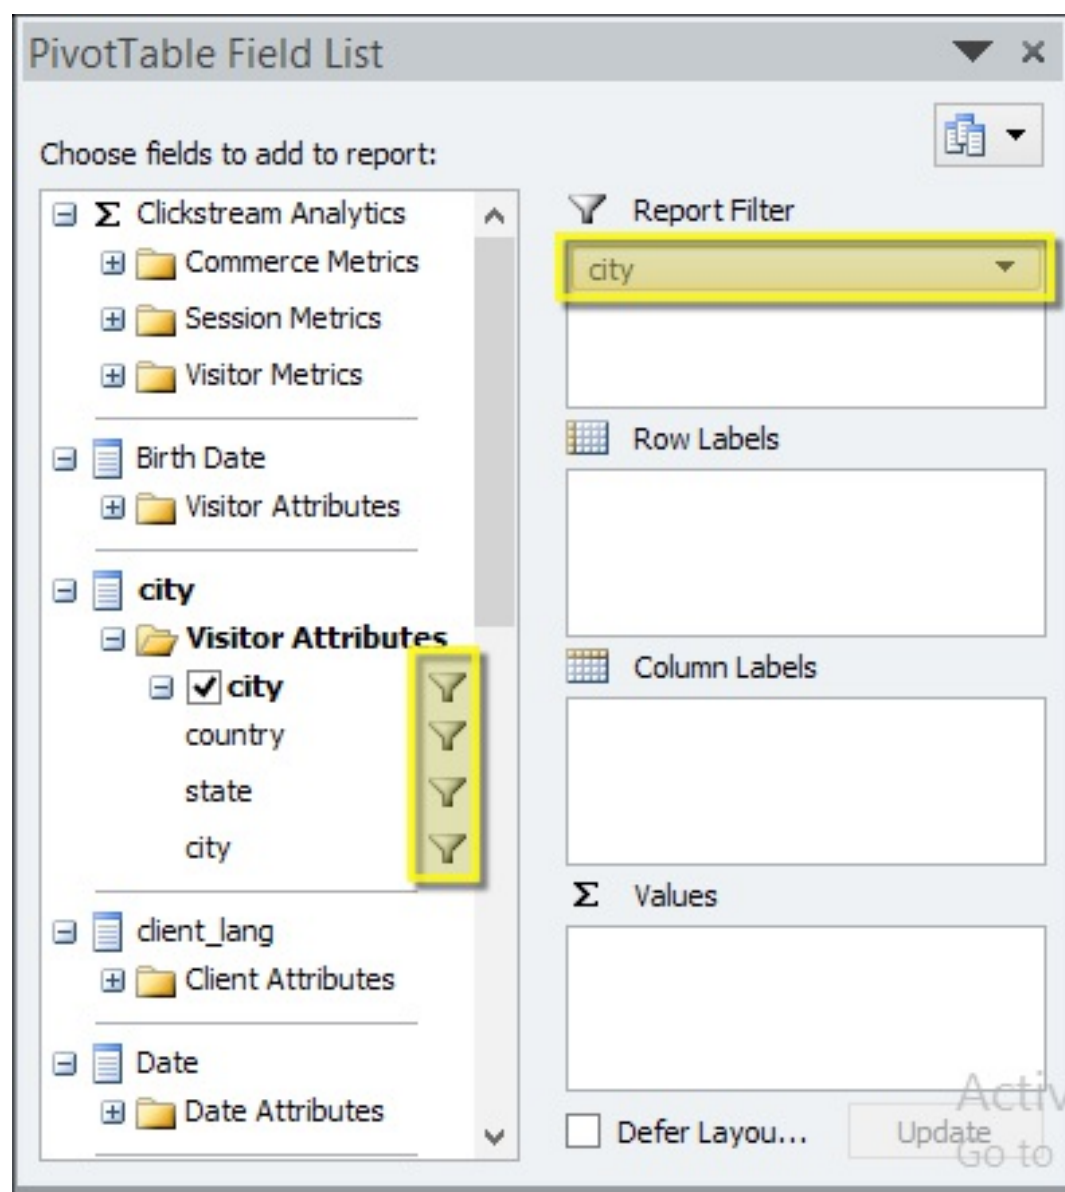 PivotTable Field List
Choose fields to add to report:
Σ Clickstream Analytics
Commerce Metrics
Session Metrics
Visitor Metrics
Birth Date
Visitor Attributes
city
Visitor Attributes
city
country
state
city
client_lang
Client Attributes
Date
Date Attributes
Report Filter
city
Row Labels
Column Labels
Σ Values
Defer Layou...
Update
Go to